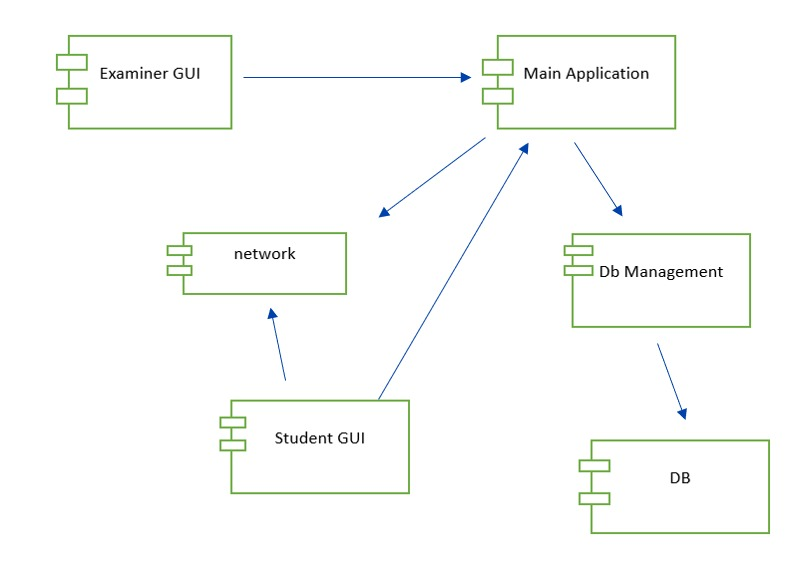 Examiner GUI
Main Application
network
Db Management
Student GUI
DB